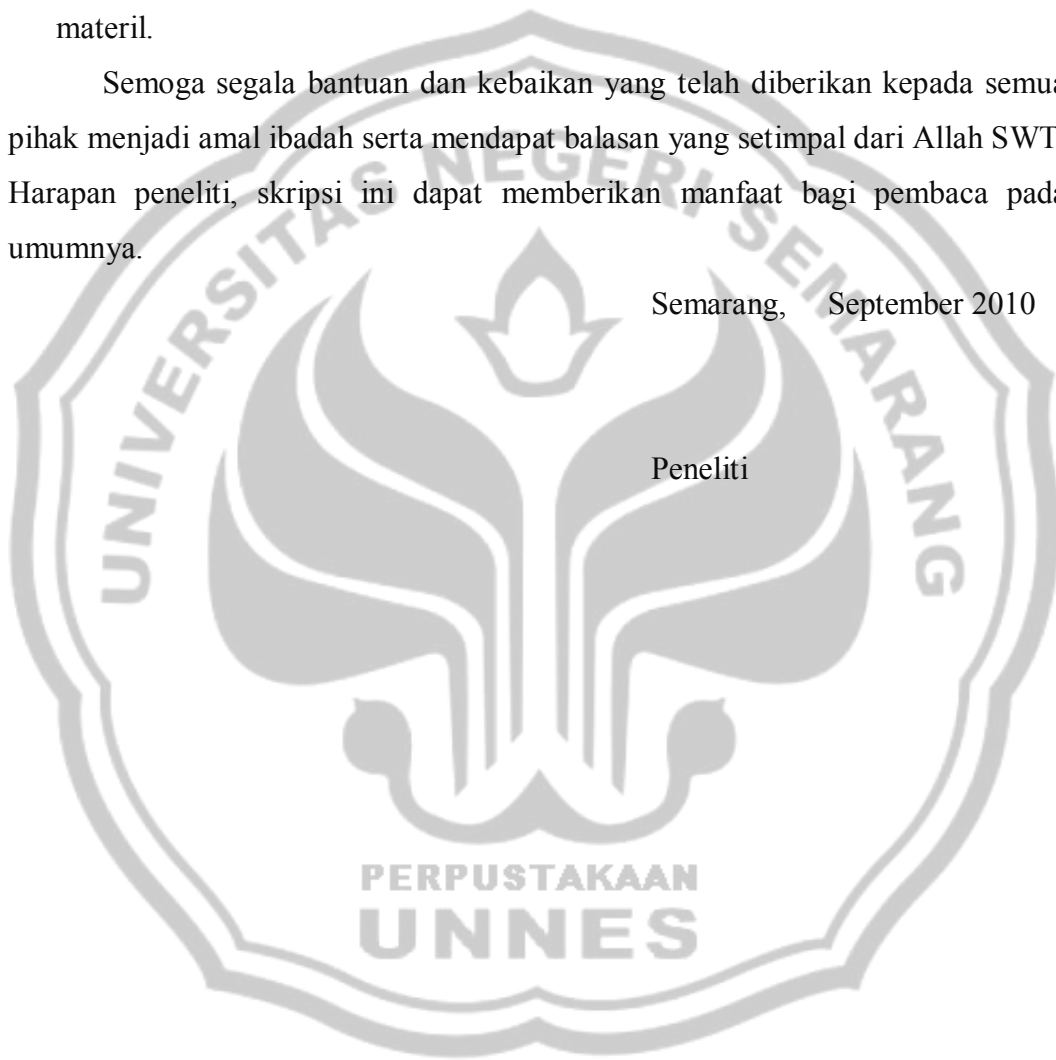 materil.
Semoga segala bantuan dan kebaikan yang telah diberikan kepada semua
pihak menjadi amal ibadah serta mendapat balasan yang setimpal dari Allah SWT
Harapan peneliti, skripsi ini dapat memberikan manfaat bagi pembaca pada
umumnya.
Semarang, September 2010
Peneliti
UNIVERSITAS NEGERI SEMARANG
PERPUSTAKAAN
UNNES